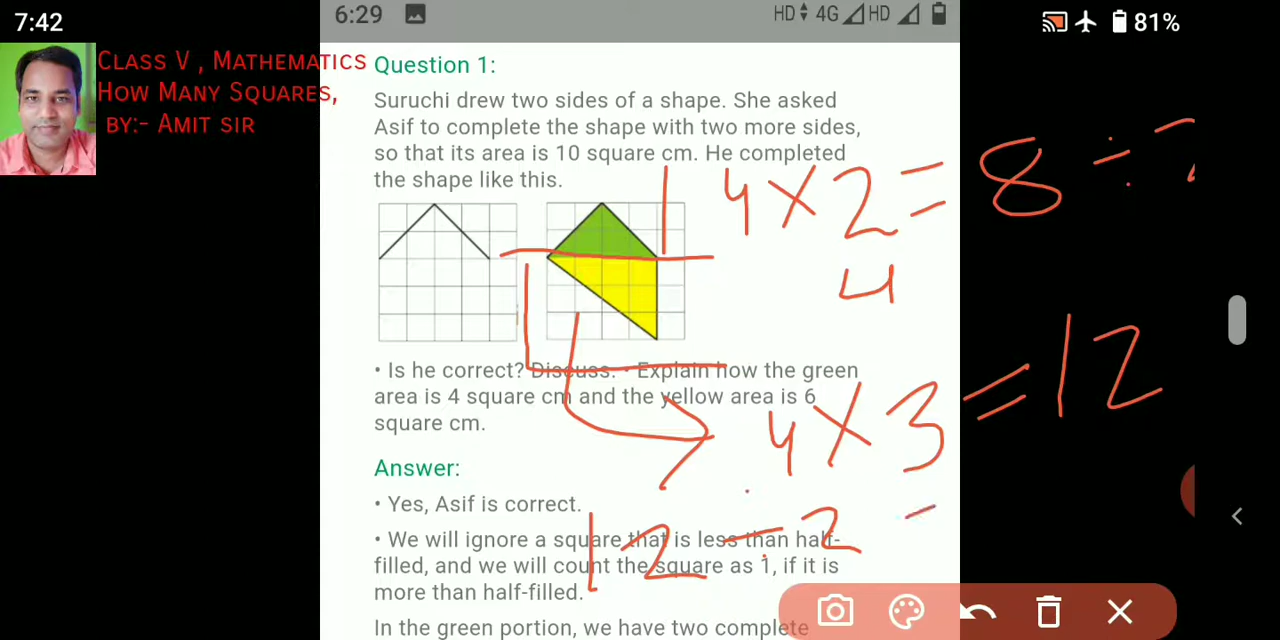 7:42
6:29
HD 4G HD
81%
CLASS V , MATHEMATICS
HOW MANY SQUARES,
BY:- AMIT SIR
Question 1:
Suruchi drew two sides of a shape. She asked
Asif to complete the shape with two more sides,
so that its area is 10 square cm. He completed
the shape like this.
4 × 2 = 8 ÷
4
• Is he correct? Discuss. • Explain how the green
area is 4 square cm and the yellow area is 6
square cm.
4 × 3 = 12
Answer:
• Yes, Asif is correct.
12 ÷ 2 =
• We will ignore a square that is less than half-
filled, and we will count the square as 1, if it is
more than half-filled.
In the green portion, we have two complete